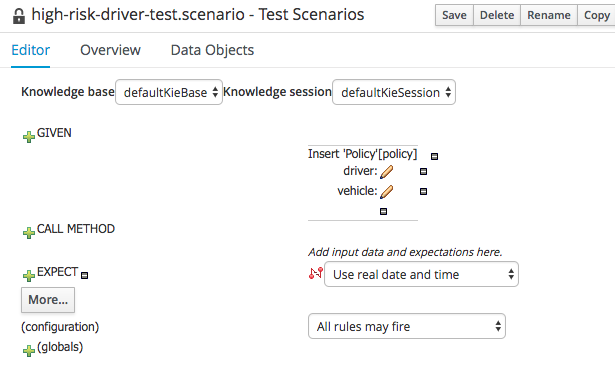 high-risk-driver-test.scenario - Test Scenarios
Save Delete Rename Copy
Editor Overview Data Objects
Knowledge base defaultKieBase Knowledge session defaultKieSession
GIVEN
Insert 'Policy'[policy]
driver:
vehicle:
CALL METHOD
Add input data and expectations here.
EXPECT Use real date and time
More...
(configuration) All rules may fire
(globals)